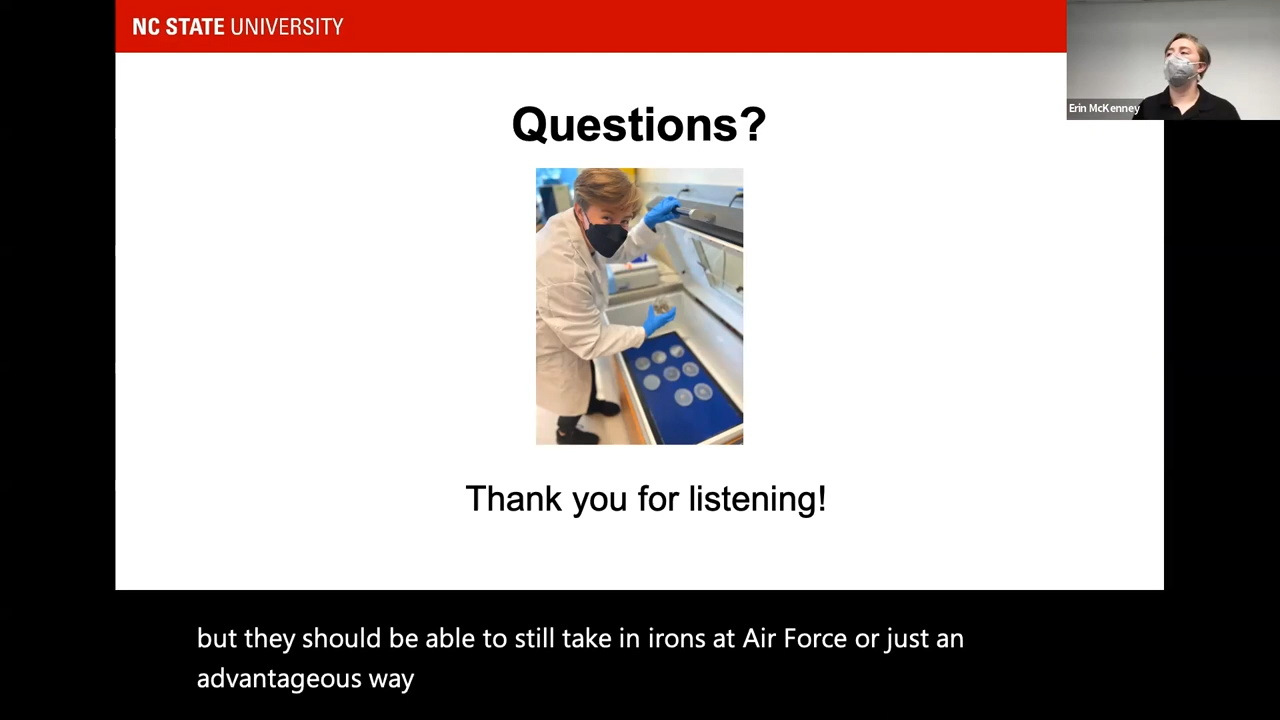 NC STATE UNIVERSITY
Erin McKenney
Questions?
Thank you for listening!
but they should be able to still take in irons at Air Force or just an
advantageous way